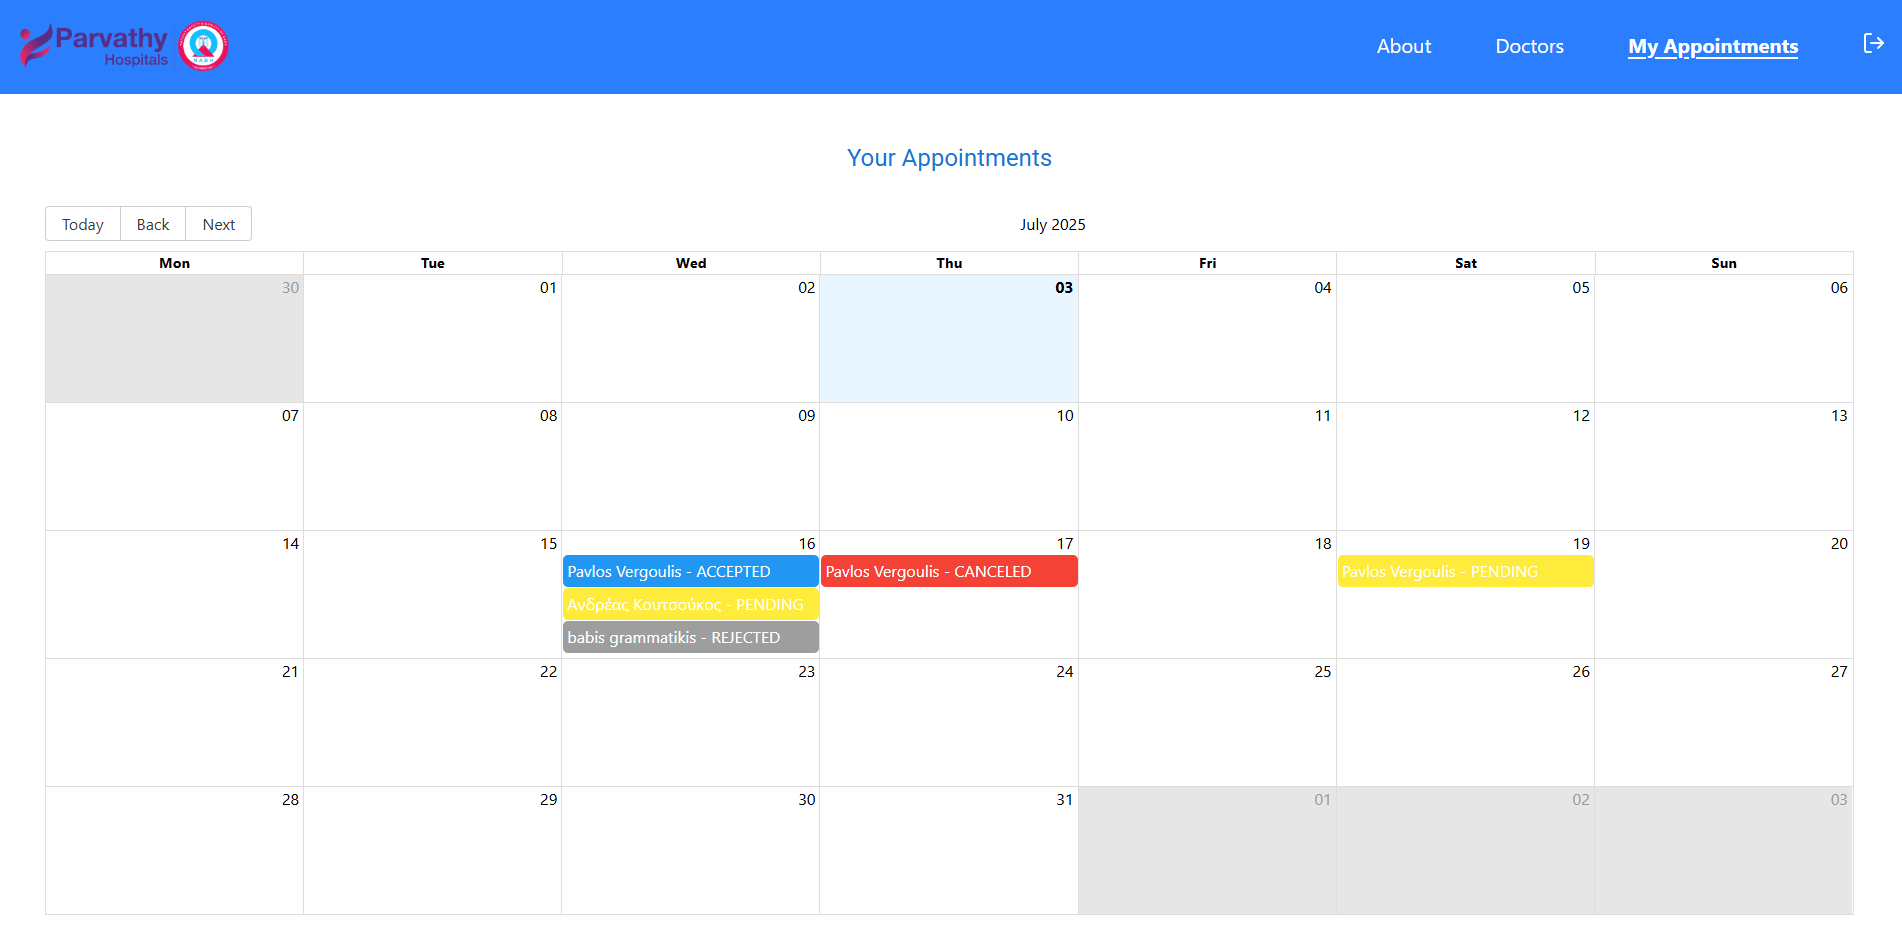 Parvathy
Hospitals
NABH
About Doctors My Appointments
Your Appointments
Today Back Next July 2025
Mon Tue Wed Thu Fri Sat Sun
30 01 02 03 04 05 06
07 08 09 10 11 12 13
14 15 16 17 18 19 20
Pavlos Vergoulis - ACCEPTED Pavlos Vergoulis - CANCELED Pavlos Vergoulis - PENDING
Ανδρέας Κουτσούκος - PENDING
babis grammatikis - REJECTED
21 22 23 24 25 26 27
28 29 30 31 01 02 03